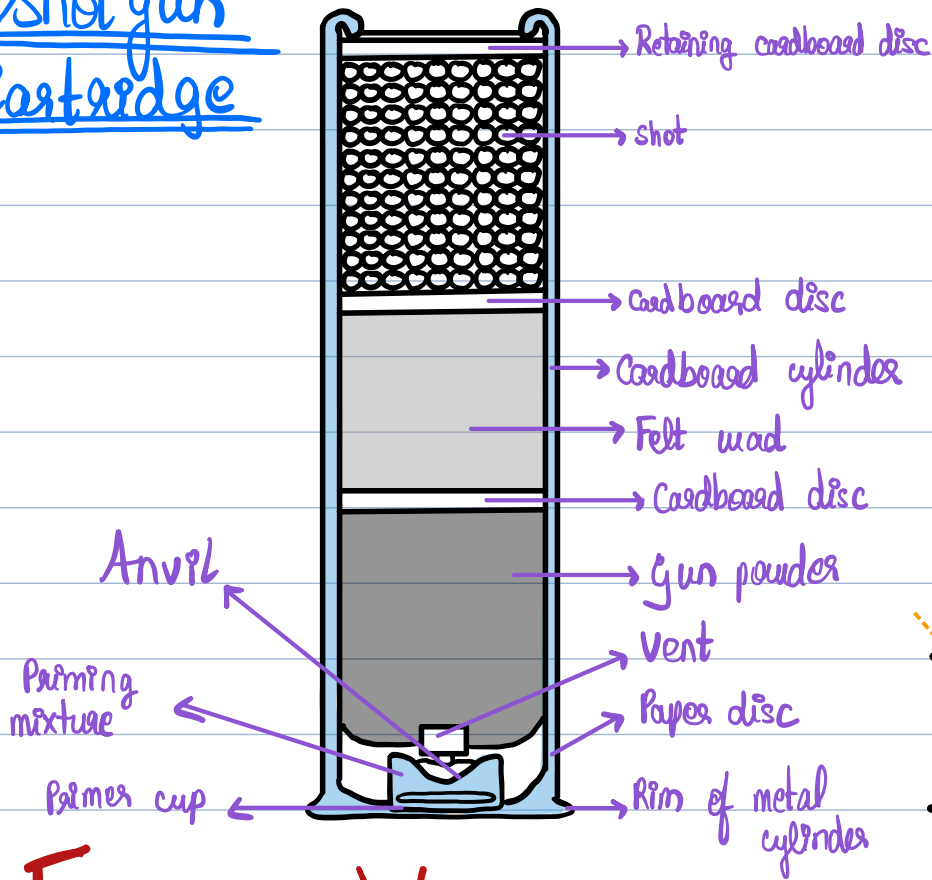 Shotgun
Cartridge
Retaining cardboard disc
shot
Cardboard disc
Cardboard cylinder
Felt wad
Cardboard disc
Anvil
Gun powder
Vent
Priming
mixture
Paper disc
Primer cup
Rim of metal
cylinder